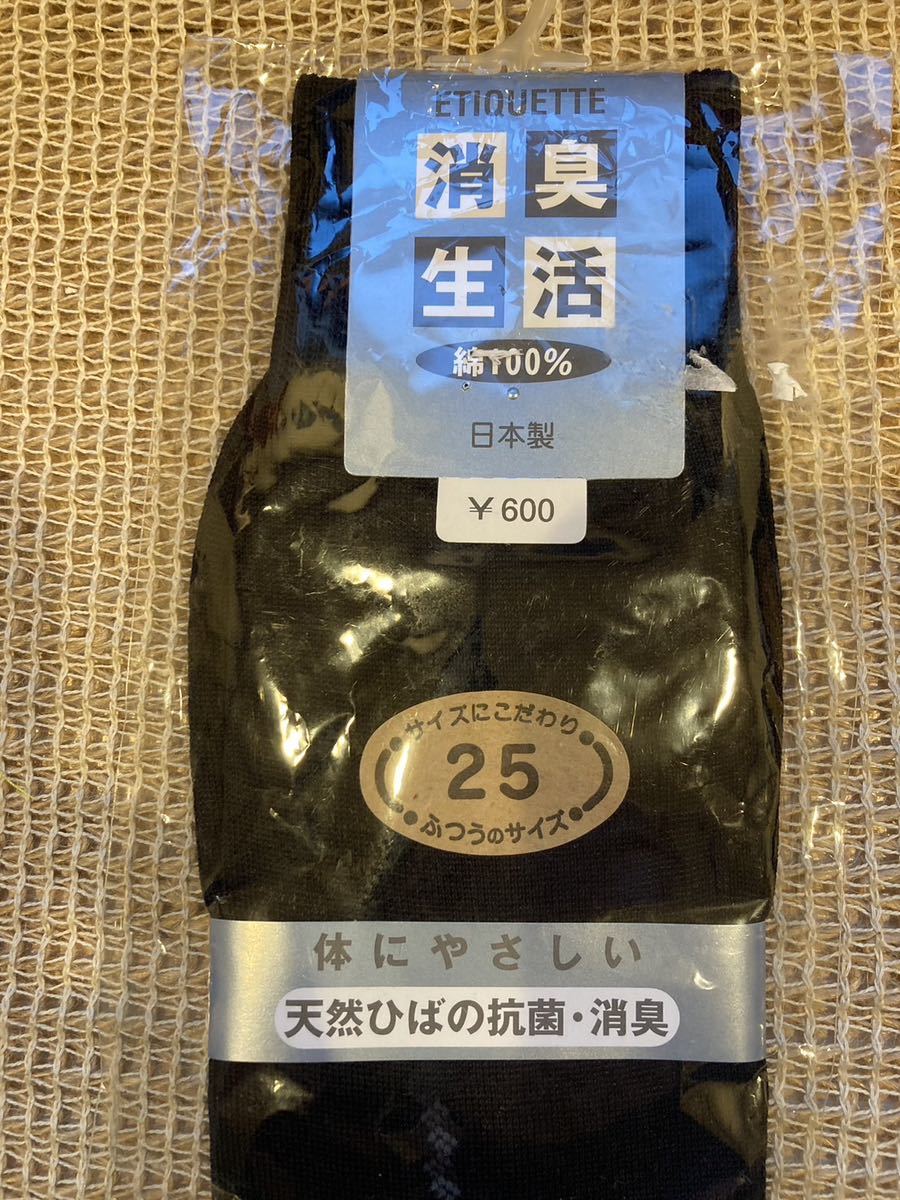 ETIQUETTE
消臭
生活
綿100%
日本製
¥600
サイズにこだわり
25
ふつうのサイズ
体にやさしい
天然ひばの抗菌・消臭